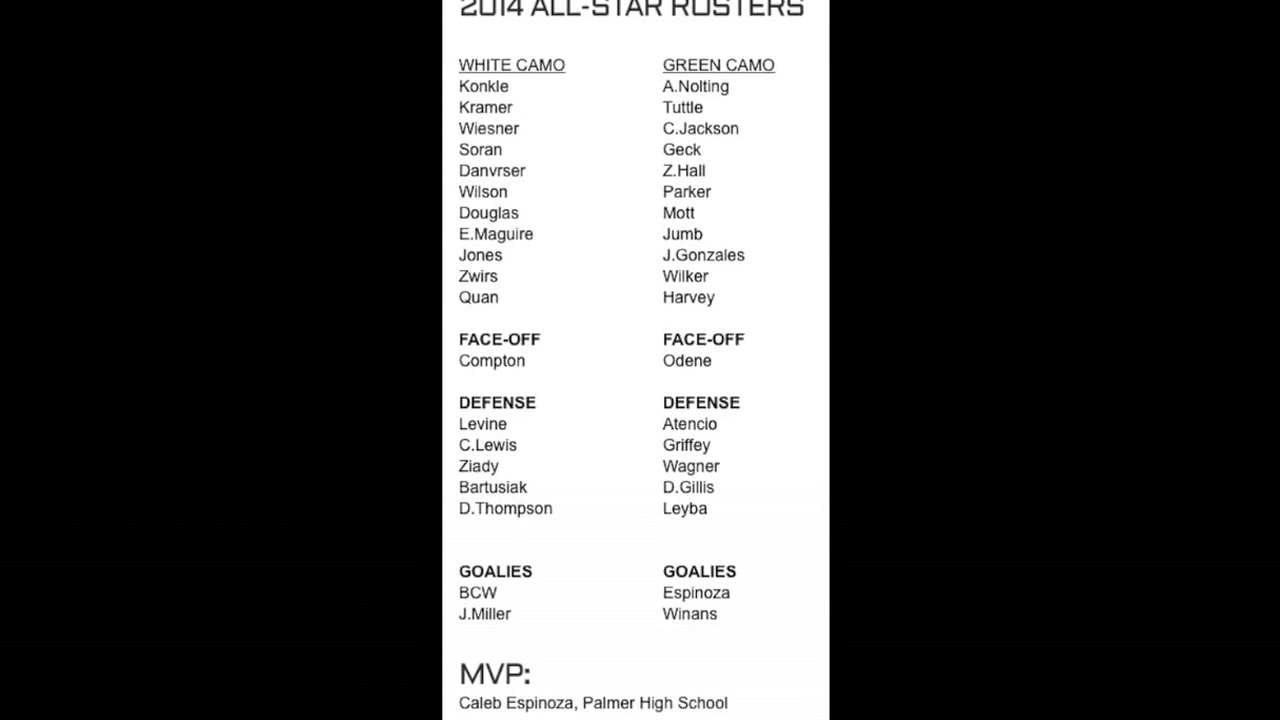 2014 ALL-STAR ROSTERS
WHITE CAMO GREEN CAMO
Konkle A.Nolting
Kramer Tuttle
Wiesner C.Jackson
Soran Geck
Danvrser Z.Hall
Wilson Parker
Douglas Mott
E.Maguire Jumb
Jones J.Gonzales
Zwirs Wilker
Quan Harvey
FACE-OFF FACE-OFF
Compton Odene
DEFENSE DEFENSE
Levine Atencio
C.Lewis Griffey
Ziady Wagner
Bartusiak D.Gillis
D.Thompson Leyba
GOALIES GOALIES
BCW Espinoza
J.Miller Winans
MVP:
Caleb Espinoza, Palmer High School